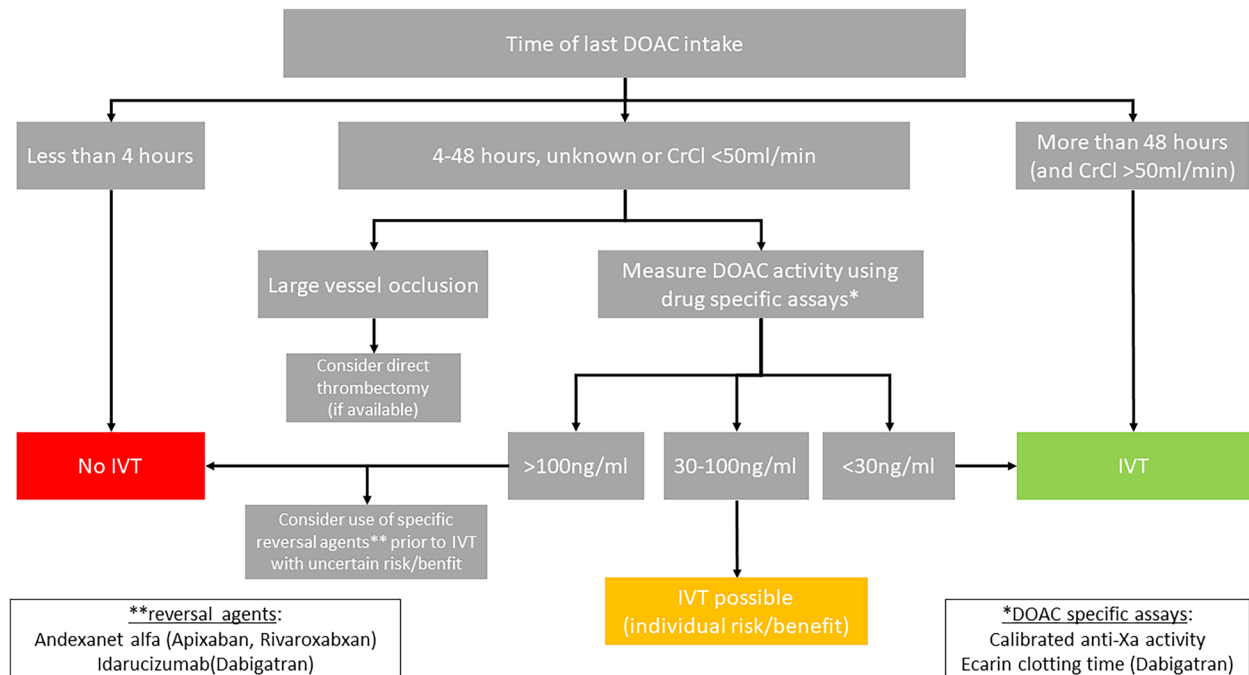 Time of last DOAC intake
Less than 4 hours
4-48 hours, unknown or CrCl <50ml/min
More than 48 hours
(and CrCl >50ml/min)
Large vessel occlusion
Measure DOAC activity using
drug specific assays*
Consider direct
thrombectomy
(if available)
No IVT
>100ng/ml
30-100ng/ml
<30ng/ml
IVT
Consider use of specific
reversal agents** prior to IVT
with uncertain risk/benfit
IVT possible
(individual risk/benefit)
**reversal agents:
Andexanet alfa (Apixaban, Rivaroxabxan)
Idarucizumab(Dabigatran)
*DOAC specific assays:
Calibrated anti-Xa activity
Ecarin clotting time (Dabigatran)